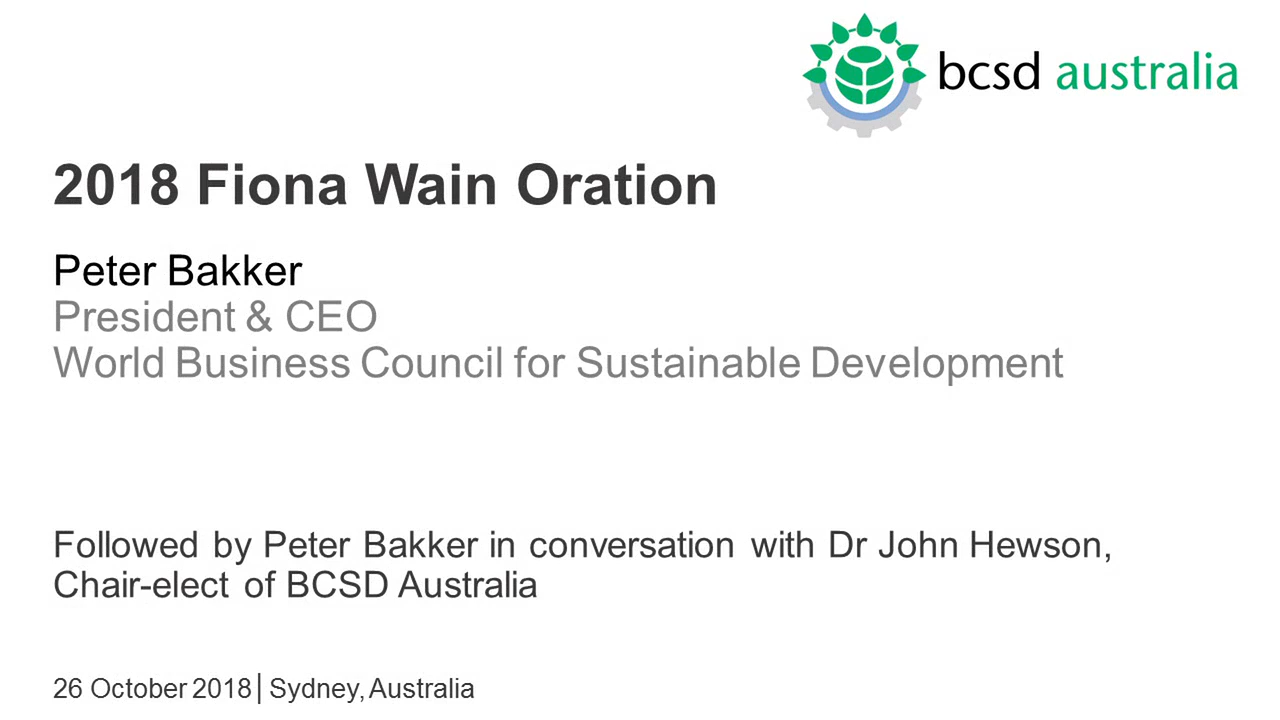 bcsd australia
2018 Fiona Wain Oration
Peter Bakker
President & CEO
World Business Council for Sustainable Development
Followed by Peter Bakker in conversation with Dr John Hewson,
Chair-elect of BCSD Australia
26 October 2018│Sydney, Australia